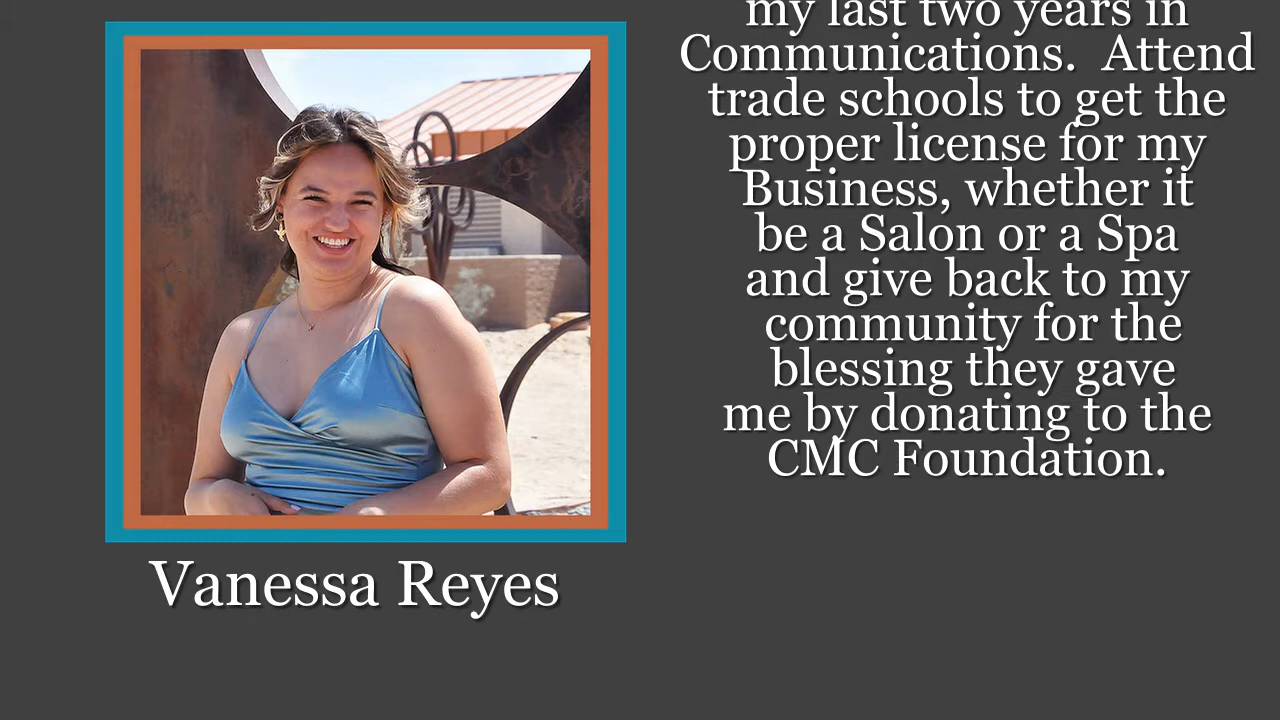 my last two years in
Communications.  Attend
trade schools to get the
proper license for my
Business, whether it
be a Salon or a Spa
and give back to my
community for the
blessing they gave
me by donating to the
CMC Foundation.
Vanessa Reyes